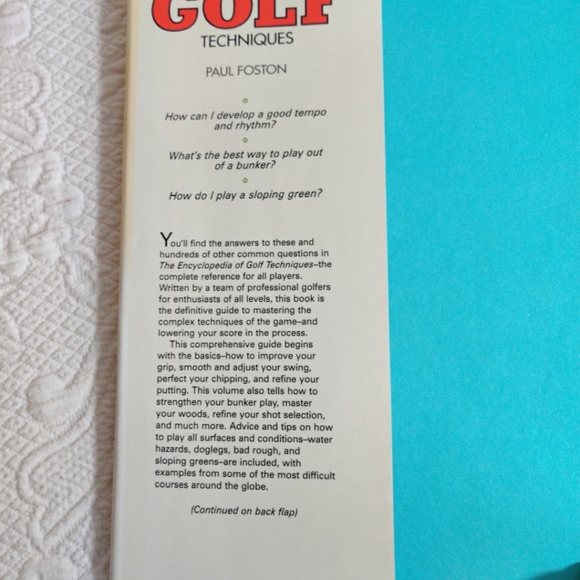 GOLF
TECHNIQUES
PAUL FOSTON
How can I develop a good tempo
and rhythm?
What's the best way to play out
of a bunker?
How do I play a sloping green?
You'll find the answers to these and
hundreds of other common questions in
The Encyclopedia of Golf Techniques–the
complete reference for all players.
Written by a team of professional golfers
for enthusiasts of all levels, this book is
the definitive guide to mastering the
complex techniques of the game–and
lowering your score in the process.
This comprehensive guide begins
with the basics–how to improve your
grip, smooth and adjust your swing,
perfect your chipping, and refine your
putting. This volume also tells how to
strengthen your bunker play, master
your woods, refine your shot selection,
and much more. Advice and tips on how
to play all surfaces and conditions–water
hazards, doglegs, bad rough, and
sloping greens–are included, with
examples from some of the most difficult
courses around the globe.
(Continued on back flap)